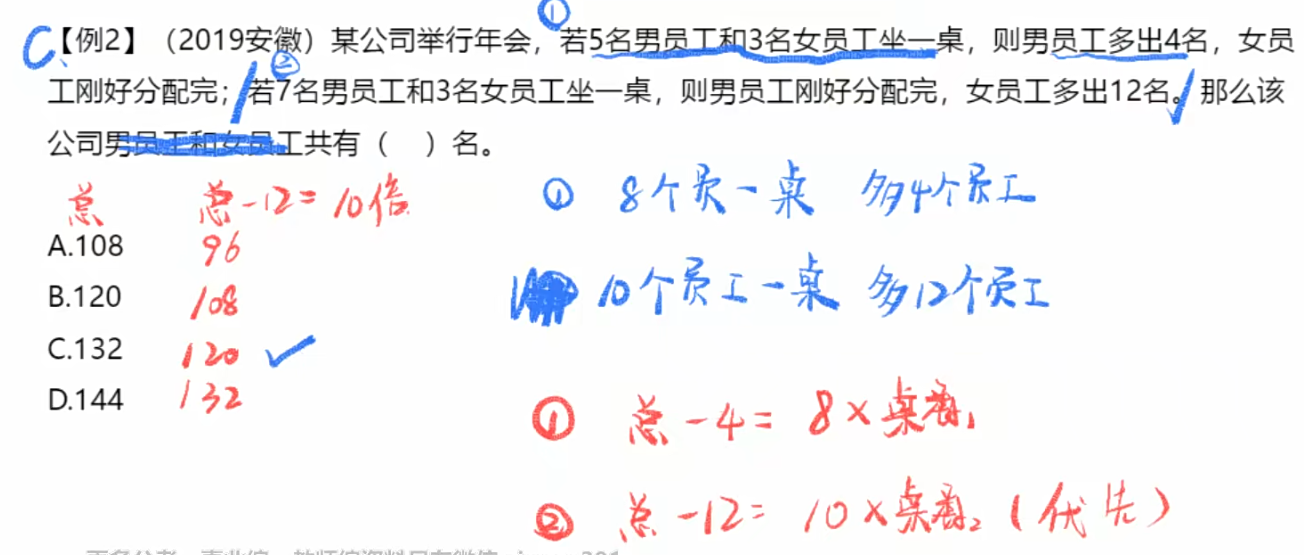 ①
C【例2】（2019安徽）某公司举行年会，若5名男员工和3名女员工坐一桌，则男员工多出4名，女员
②
工刚好分配完；若7名男员工和3名女员工坐一桌，则男员工刚好分配完，女员工多出12名。那么该
公司男员工和女员工共有（ ）名。
总 总-12=10倍
① 8个员一桌 多4个员工
A.108 96
B.120 108
10个员工一桌 多12个员工
C.132 120 ✓
D.144 132
① 总-4=8×桌数₁
② 总-12=10×桌数₂（优先）